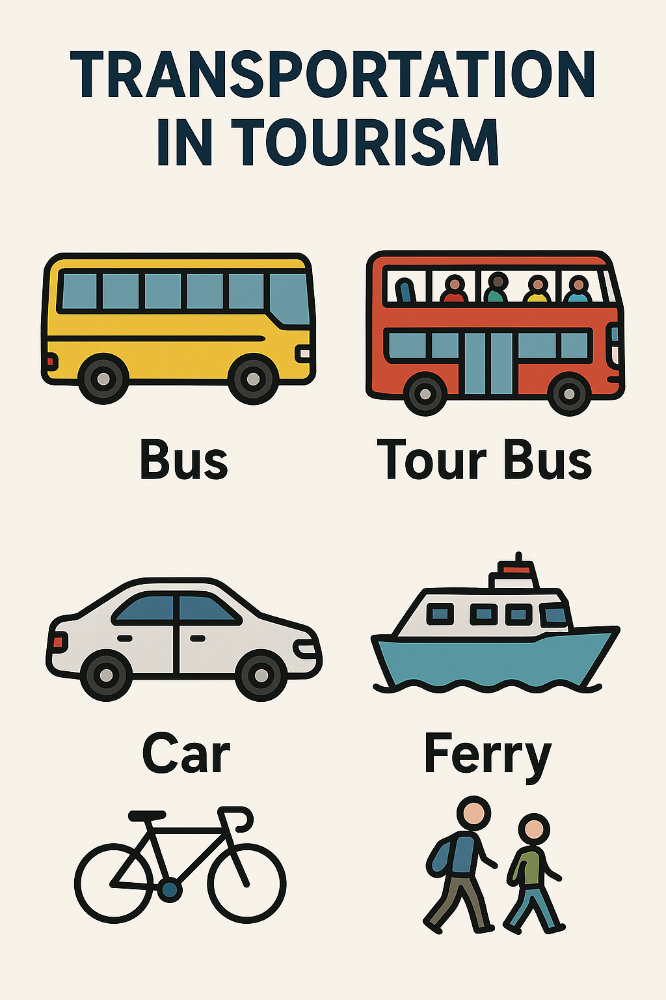 TRANSPORTATION
IN TOURISM
Bus
Tour Bus
Car
Ferry